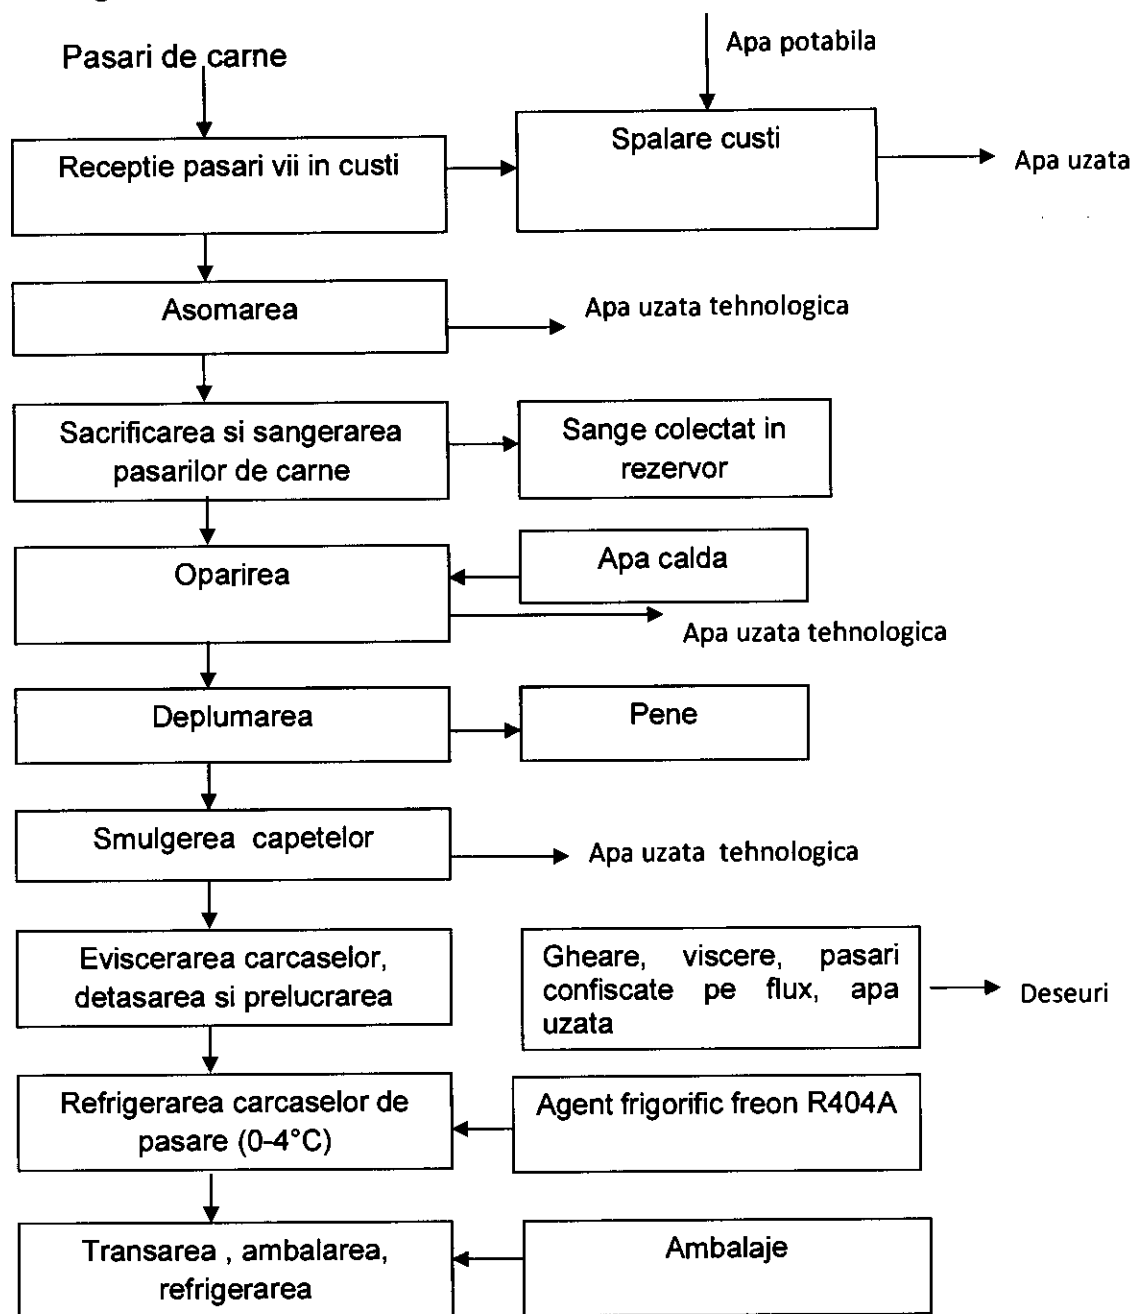 Pasari de carne
Apa potabila
Receptie pasari vii in custi
Spalare custi
Apa uzata
Asomarea
Apa uzata tehnologica
Sacrificarea si sangerarea
pasarilor de carne
Sange colectat in
rezervor
Oparirea
Apa calda
Apa uzata tehnologica
Deplumarea
Pene
Smulgerea capetelor
Apa uzata tehnologica
Eviscerarea carcaselor,
detasarea si prelucrarea
Gheare, viscere, pasari
confiscate pe flux, apa
uzata
Deseuri
Refrigerarea carcaselor de
pasare (0-4°C)
Agent frigorific freon R404A
Transarea , ambalarea,
refrigerarea
Ambalaje